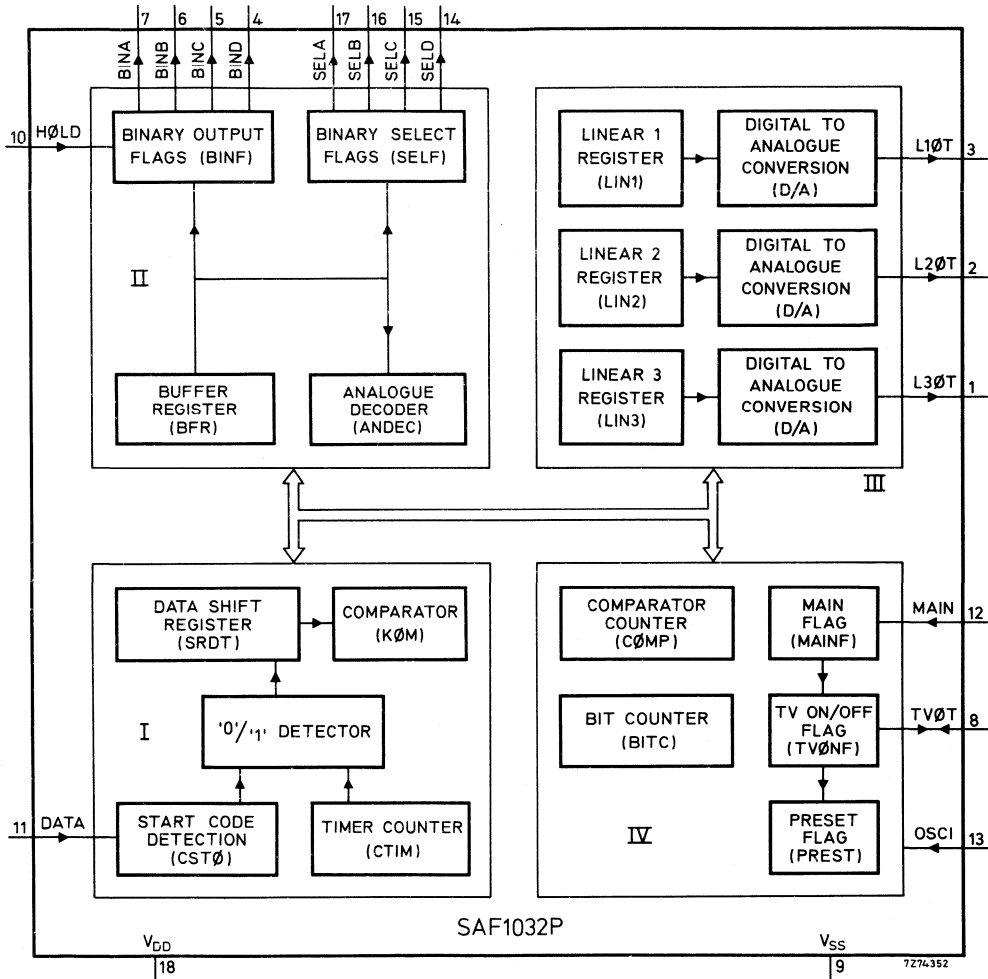 7 6 5 4 17 16 15 14
BINA BINB BINC BIND SELA SELB SELC SELD
10 HØLD
BINARY OUTPUT
FLAGS (BINF)
BINARY SELECT
FLAGS (SELF)
II
BUFFER
REGISTER
(BFR)
ANALOGUE
DECODER
(ANDEC)
LINEAR 1
REGISTER
(LIN1)
DIGITAL TO
ANALOGUE
CONVERSION
(D/A)
L1ØT 3
LINEAR 2
REGISTER
(LIN2)
DIGITAL TO
ANALOGUE
CONVERSION
(D/A)
L2ØT 2
LINEAR 3
REGISTER
(LIN3)
DIGITAL TO
ANALOGUE
CONVERSION
(D/A)
L3ØT 1
III
DATA SHIFT
REGISTER
(SRDT)
COMPARATOR
(KØM)
I
'0'/'1' DETECTOR
11 DATA
START CODE
DETECTION
(CSTØ)
TIMER COUNTER
(CTIM)
COMPARATOR
COUNTER
(CØMP)
MAIN
FLAG
(MAINF)
MAIN 12
BIT COUNTER
(BITC)
TV ON/OFF
FLAG
(TVØNF)
TVØT 8
IV
PRESET
FLAG
(PREST)
OSCI 13
SAF1032P
VDD
18
VSS
9
7Z74352